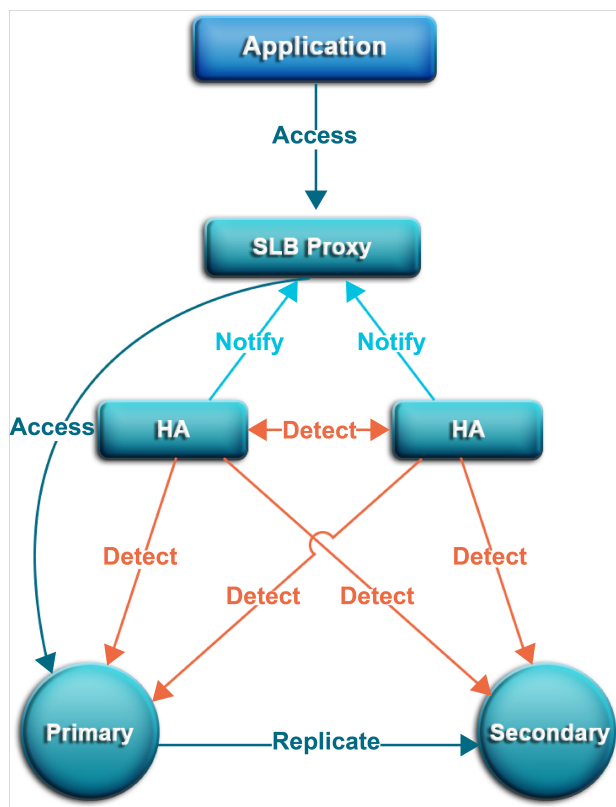 Application
Access
SLB Proxy
Notify
Notify
Access
HA
Detect
HA
Detect
Detect
Detect
Detect
Primary
Replicate
Secondary